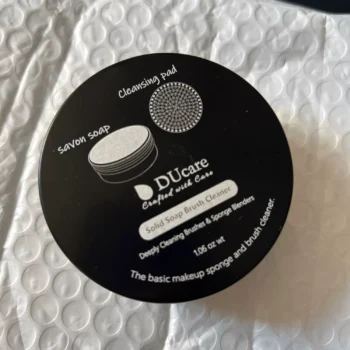 Cleansing pad
savon soap
DUcare
Crafted with Care
Solid Soap Brush Cleaner
Deeply Clearing Brushes & Sponge Blenders
1.06 oz wt
The basic makeup sponge and brush cleaner.